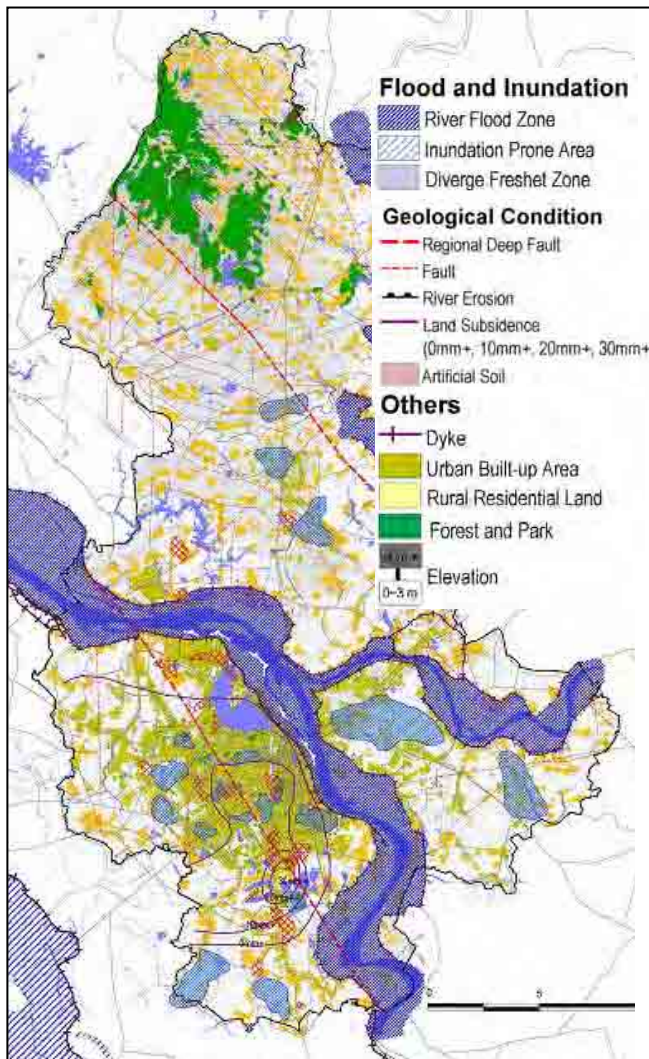 Flood and Inundation
River Flood Zone
Inundation Prone Area
Diverge Freshet Zone
Geological Condition
Regional Deep Fault
Fault
River Erosion
Land Subsidence
(0mm+, 10mm+, 20mm+, 30mm+
Artificial Soil
Others
Dyke
Urban Built-up Area
Rural Residential Land
Forest and Park
Elevation
0-3 m
0
5